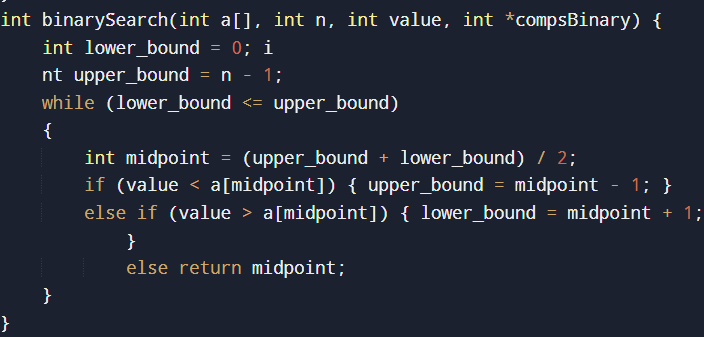 int binarySearch(int a[], int n, int value, int *compsBinary) {
    int lower_bound = 0; i
    nt upper_bound = n - 1;
    while (lower_bound <= upper_bound)
    {
        int midpoint = (upper_bound + lower_bound) / 2;
        if (value < a[midpoint]) { upper_bound = midpoint - 1; }
        else if (value > a[midpoint]) { lower_bound = midpoint + 1;
            }
            else return midpoint;
    }
}